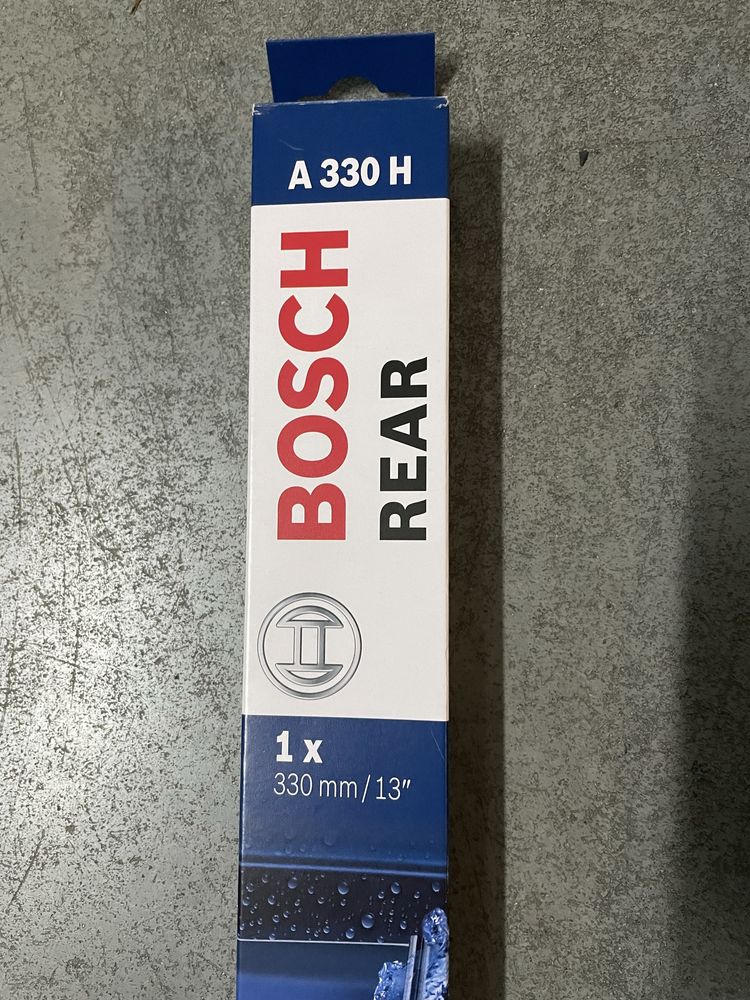 A 330 H
BOSCH
REAR
1 x
330 mm / 13″